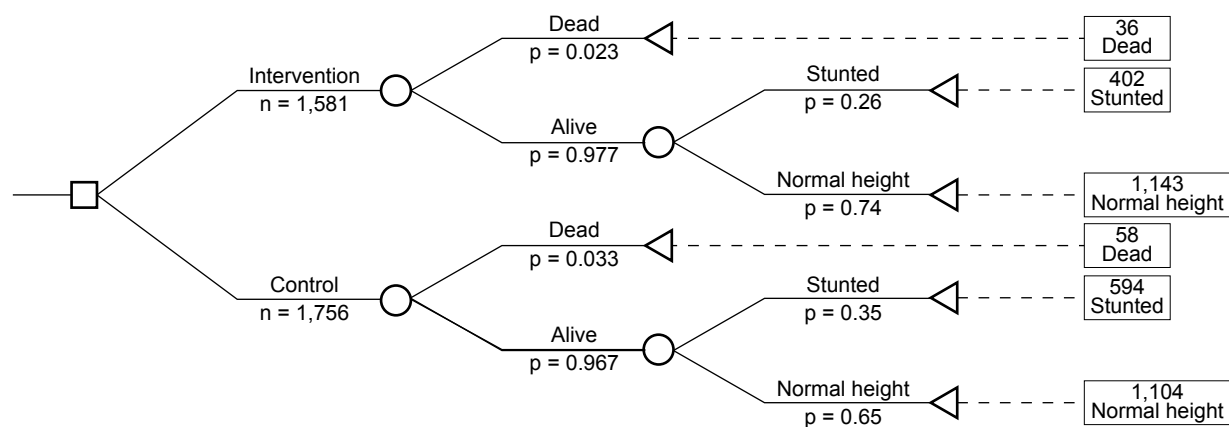 Dead
p = 0.023
36
Dead
Intervention
n = 1,581
Stunted
p = 0.26
402
Stunted
Alive
p = 0.977
Normal height
p = 0.74
1,143
Normal height
Dead
p = 0.033
58
Dead
Control
n = 1,756
Stunted
p = 0.35
594
Stunted
Alive
p = 0.967
Normal height
p = 0.65
1,104
Normal height